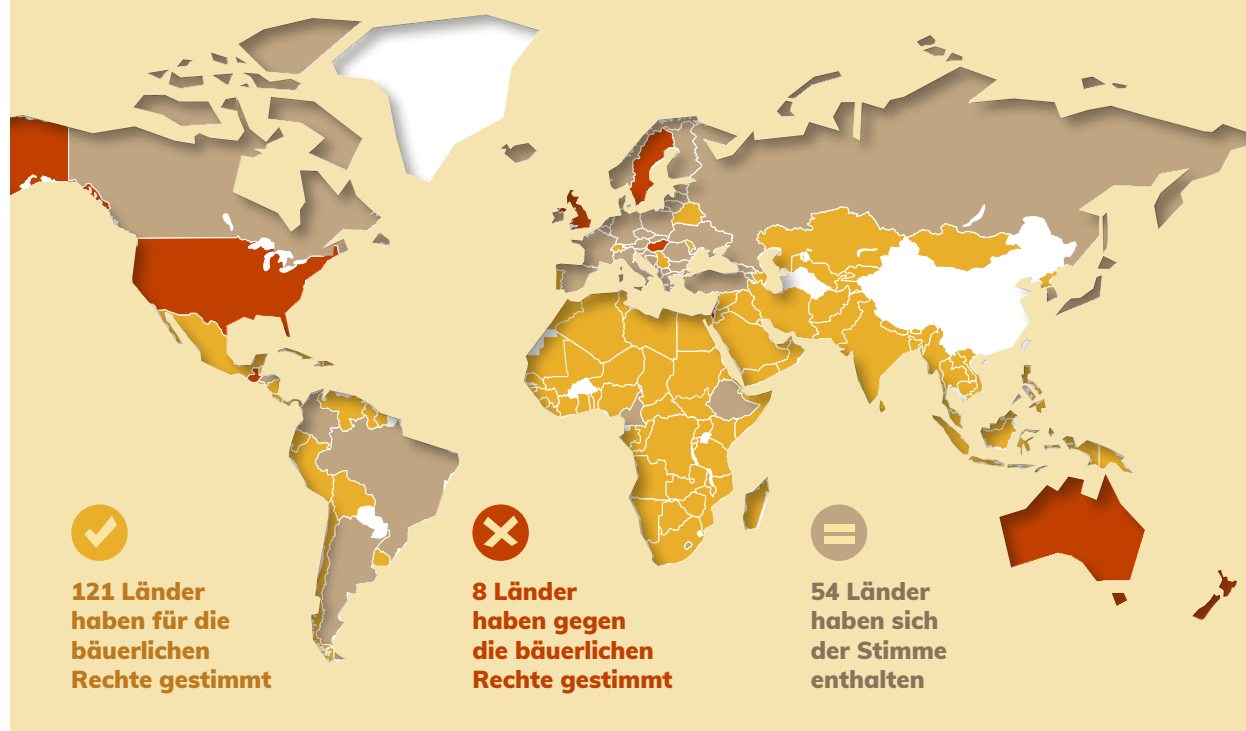 121 Länder
haben für die
bäuerlichen
Rechte gestimmt
8 Länder
haben gegen
die bäuerlichen
Rechte gestimmt
54 Länder
haben sich
der Stimme
enthalten